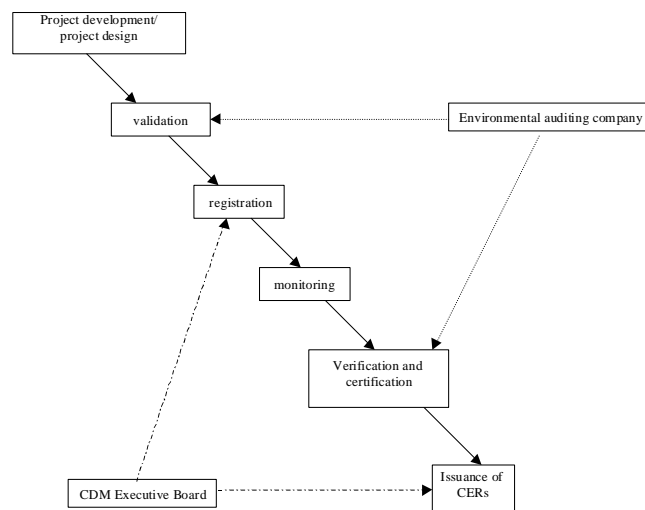 Project development/
project design
validation
Environmental auditing company
registration
monitoring
Verification and
certification
CDM Executive Board
Issuance of
CERs